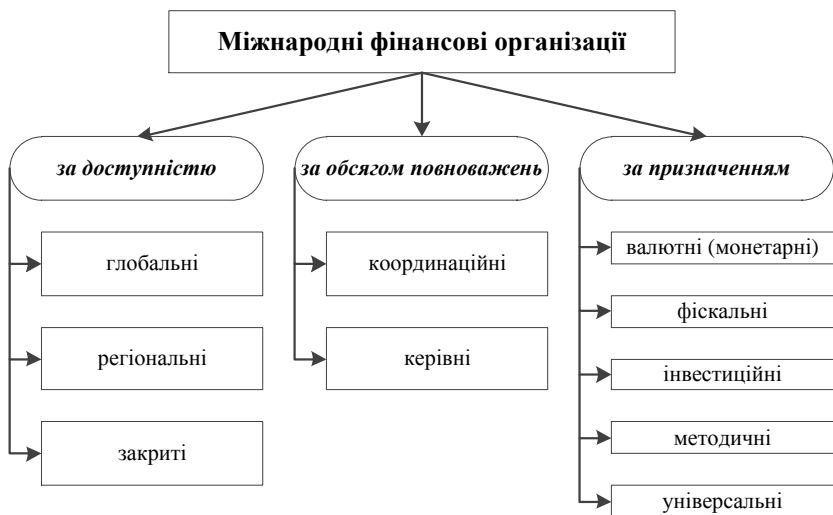 Міжнародні фінансові організації
за доступністю
за обсягом повноважень
за призначенням
глобальні
регіональні
закриті
координаційні
керівні
валютні (монетарні)
фіскальні
інвестиційні
методичні
універсальні